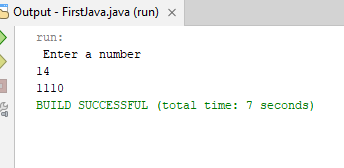 Output - FirstJava.java (run) ×
run:
Enter a number
14
1110
BUILD SUCCESSFUL (total time: 7 seconds)